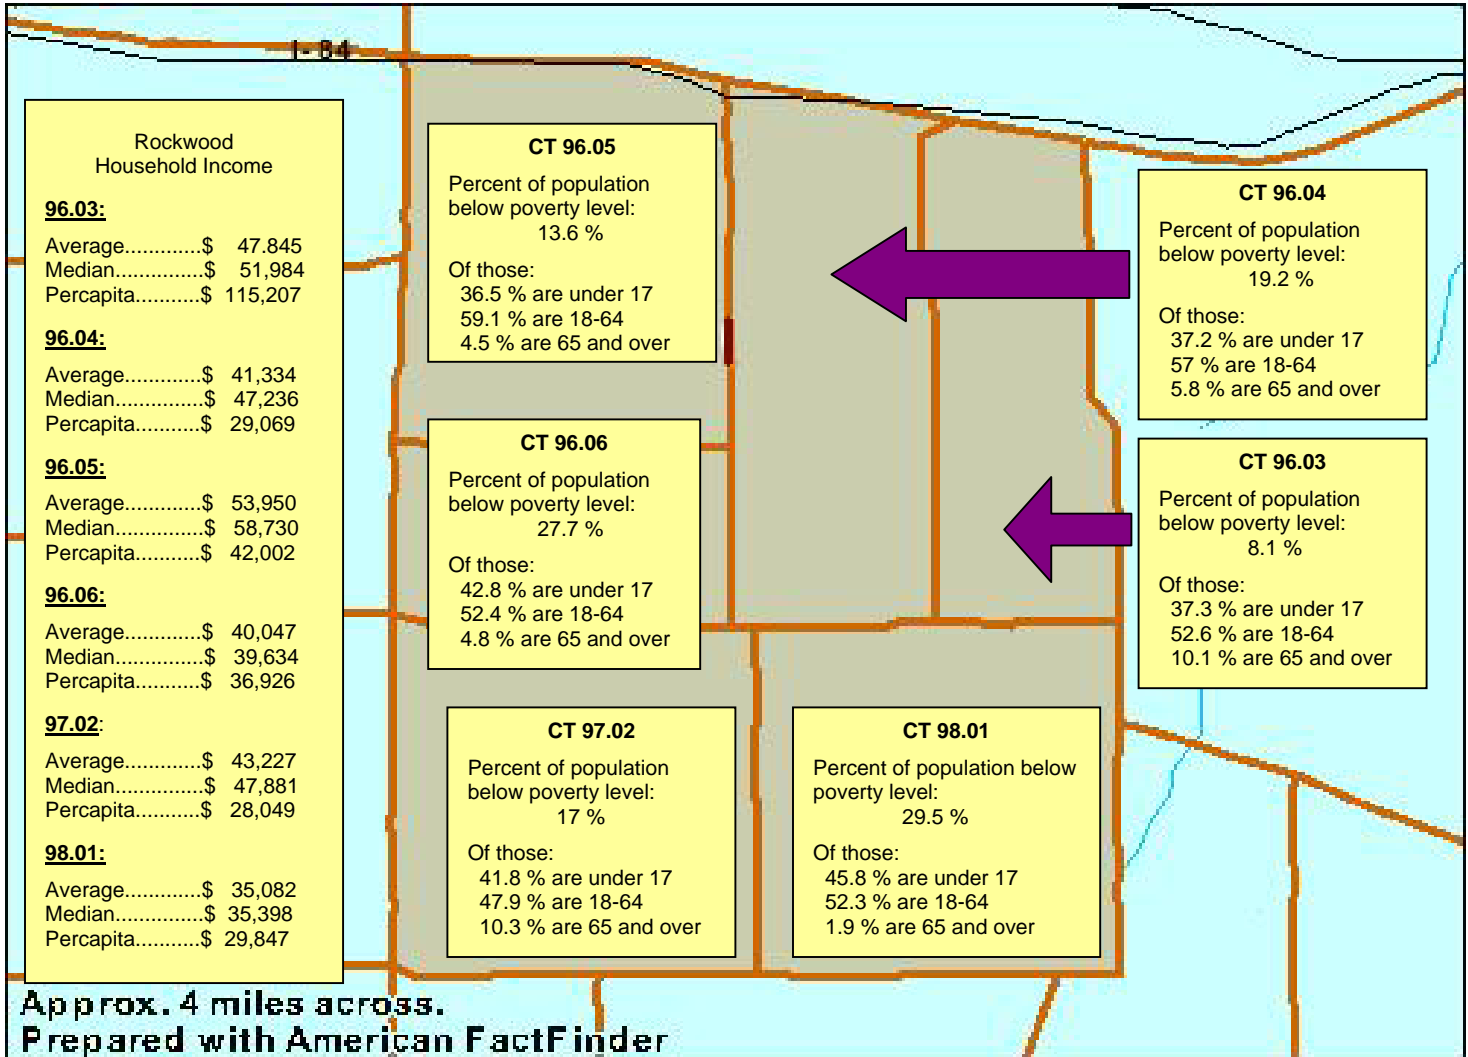 I-84
Rockwood
Household Income
96.03:
Average.............$ 47.845
Median...............$ 51,984
Percapita...........$ 115,207
96.04:
Average.............$ 41,334
Median...............$ 47,236
Percapita...........$ 29,069
96.05:
Average.............$ 53,950
Median...............$ 58,730
Percapita...........$ 42,002
96.06:
Average.............$ 40,047
Median...............$ 39,634
Percapita...........$ 36,926
97.02:
Average.............$ 43,227
Median...............$ 47,881
Percapita...........$ 28,049
98.01:
Average.............$ 35,082
Median...............$ 35,398
Percapita...........$ 29,847
CT 96.05
Percent of population
below poverty level:
13.6 %
Of those:
36.5 % are under 17
59.1 % are 18-64
4.5 % are 65 and over
CT 96.04
Percent of population
below poverty level:
19.2 %
Of those:
37.2 % are under 17
57 % are 18-64
5.8 % are 65 and over
CT 96.06
Percent of population
below poverty level:
27.7 %
Of those:
42.8 % are under 17
52.4 % are 18-64
4.8 % are 65 and over
CT 96.03
Percent of population
below poverty level:
8.1 %
Of those:
37.3 % are under 17
52.6 % are 18-64
10.1 % are 65 and over
CT 97.02
Percent of population
below poverty level:
17 %
Of those:
41.8 % are under 17
47.9 % are 18-64
10.3 % are 65 and over
CT 98.01
Percent of population below
poverty level:
29.5 %
Of those:
45.8 % are under 17
52.3 % are 18-64
1.9 % are 65 and over
Approx. 4 miles across.
Prepared with American FactFinder